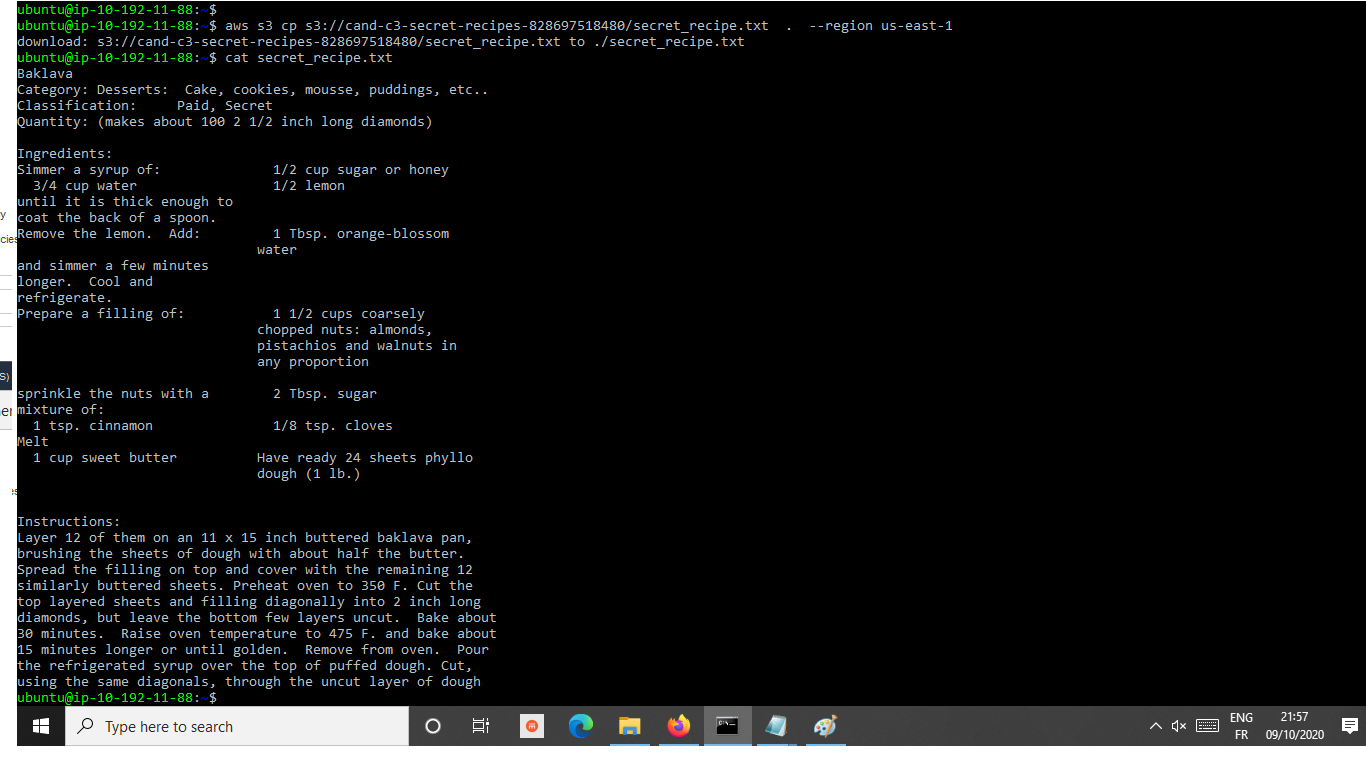 ubuntu@ip-10-192-11-88:~$
ubuntu@ip-10-192-11-88:~$ aws s3 cp s3://cand-c3-secret-recipes-828697518480/secret_recipe.txt  .  --region us-east-1
download: s3://cand-c3-secret-recipes-828697518480/secret_recipe.txt to ./secret_recipe.txt
ubuntu@ip-10-192-11-88:~$ cat secret_recipe.txt
Baklava
Category: Desserts:  Cake, cookies, mousse, puddings, etc..
Classification:     Paid, Secret
Quantity: (makes about 100 2 1/2 inch long diamonds)
Ingredients:
Simmer a syrup of:              1/2 cup sugar or honey
  3/4 cup water                 1/2 lemon
until it is thick enough to
coat the back of a spoon.
Remove the lemon.  Add:         1 Tbsp. orange-blossom
                              water
and simmer a few minutes
longer.  Cool and
refrigerate.
Prepare a filling of:           1 1/2 cups coarsely
                              chopped nuts: almonds,
                              pistachios and walnuts in
                              any proportion
sprinkle the nuts with a        2 Tbsp. sugar
mixture of:
  1 tsp. cinnamon               1/8 tsp. cloves
Melt
  1 cup sweet butter          Have ready 24 sheets phyllo
                              dough (1 lb.)
Instructions:
Layer 12 of them on an 11 x 15 inch buttered baklava pan,
brushing the sheets of dough with about half the butter.
Spread the filling on top and cover with the remaining 12
similarly buttered sheets. Preheat oven to 350 F. Cut the
top layered sheets and filling diagonally into 2 inch long
diamonds, but leave the bottom few layers uncut.  Bake about
30 minutes.  Raise oven temperature to 475 F. and bake about
15 minutes longer or until golden.  Remove from oven.  Pour
the refrigerated syrup over the top of puffed dough. Cut,
using the same diagonals, through the uncut layer of dough
ubuntu@ip-10-192-11-88:~$
y
cies
S)
Type here to search
ENG
FR
21:57
09/10/2020